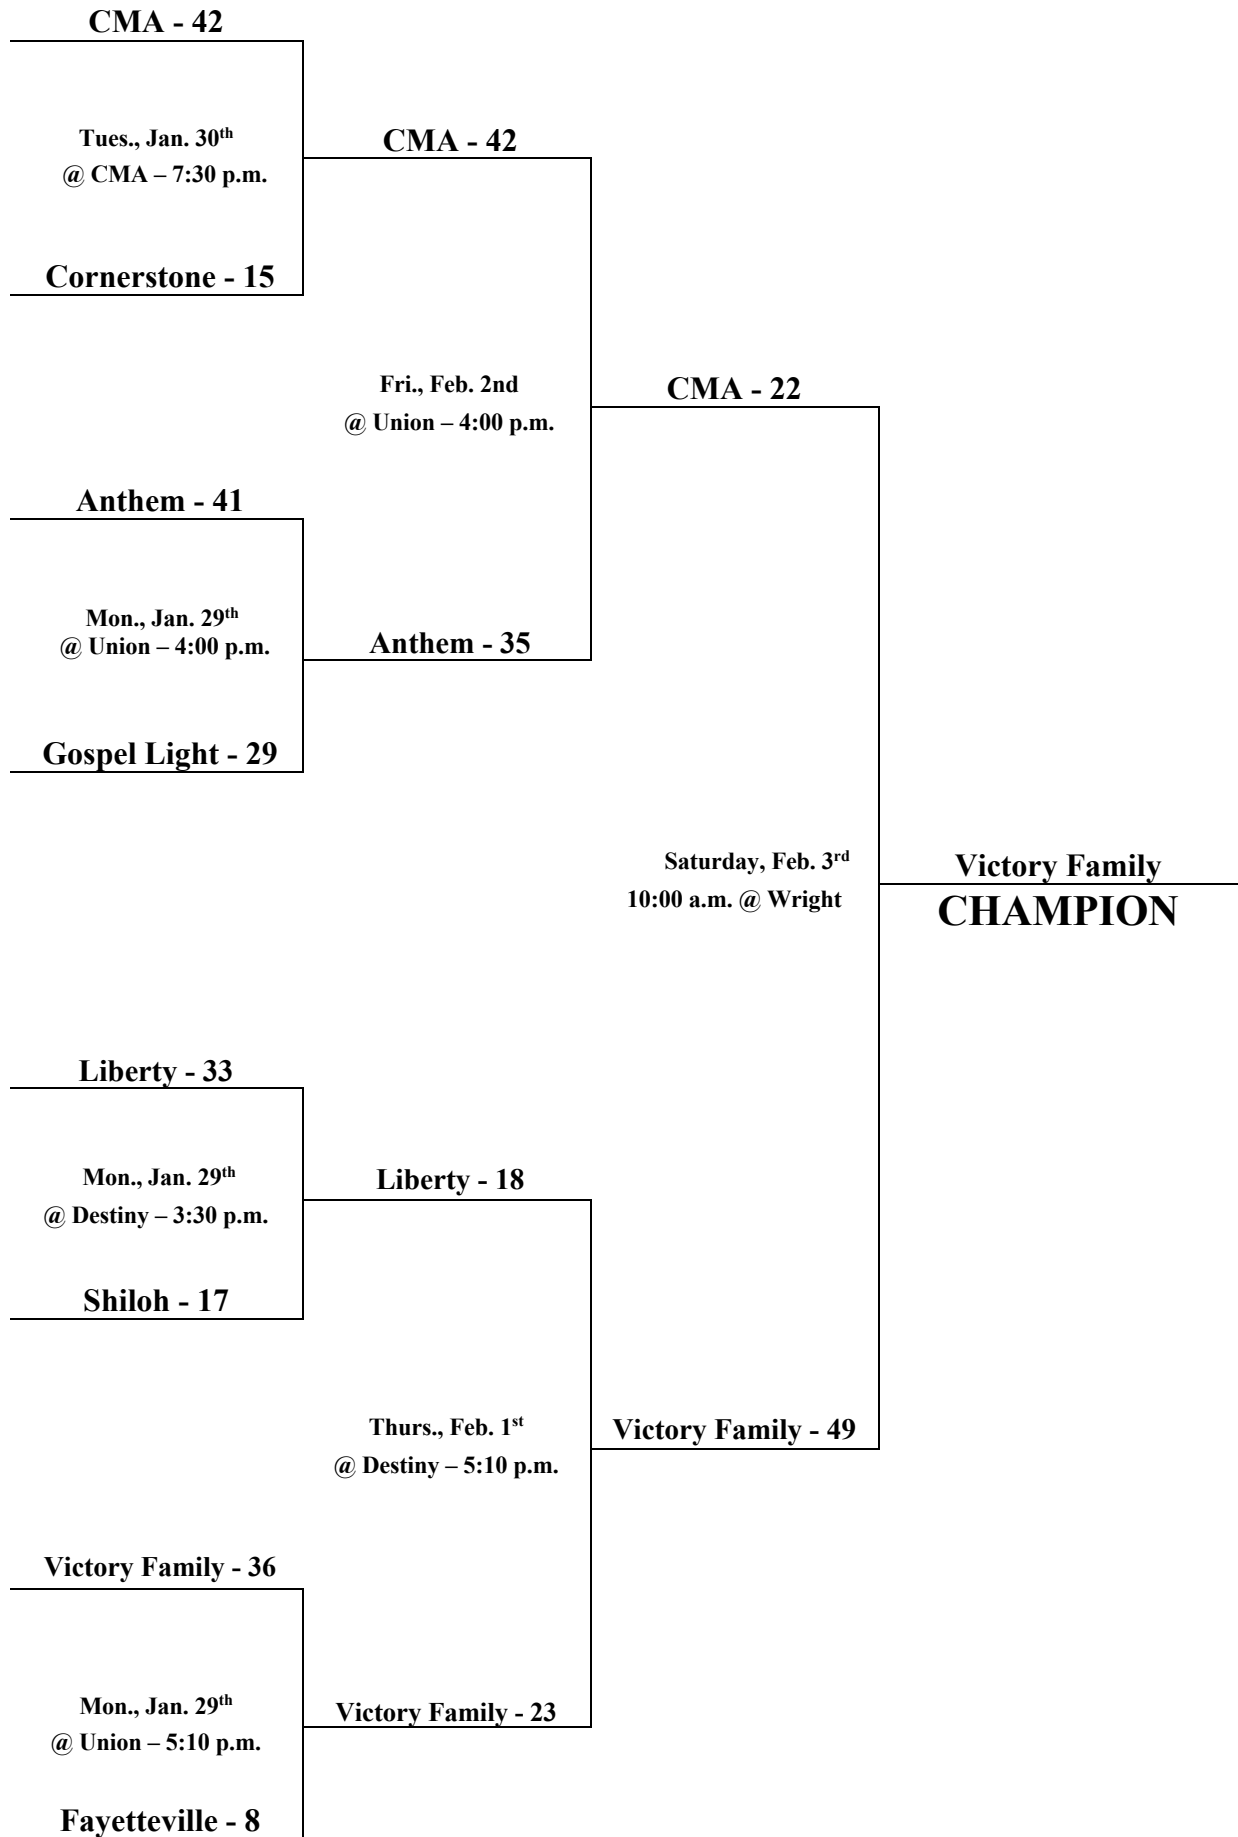 CMA - 42
Tues., Jan. 30th
@ CMA – 7:30 p.m.
CMA - 42
Cornerstone - 15
Fri., Feb. 2nd
@ Union – 4:00 p.m.
CMA - 22
Anthem - 41
Mon., Jan. 29th
@ Union – 4:00 p.m.
Anthem - 35
Gospel Light - 29
Saturday, Feb. 3rd
10:00 a.m. @ Wright
Victory Family
CHAMPION
Liberty - 33
Mon., Jan. 29th
@ Destiny – 3:30 p.m.
Liberty - 18
Shiloh - 17
Thurs., Feb. 1st
@ Destiny – 5:10 p.m.
Victory Family - 49
Victory Family - 36
Mon., Jan. 29th
@ Union – 5:10 p.m.
Victory Family - 23
Fayetteville - 8